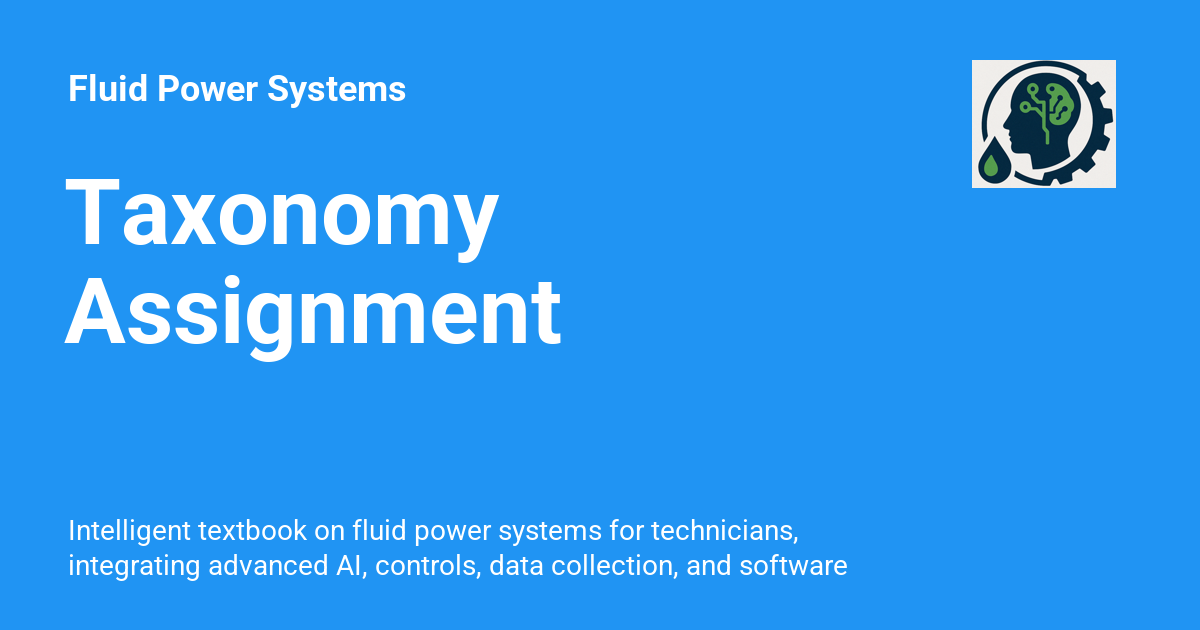 Fluid Power Systems
Taxonomy
Assignment
Intelligent textbook on fluid power systems for technicians,
integrating advanced AI, controls, data collection, and software